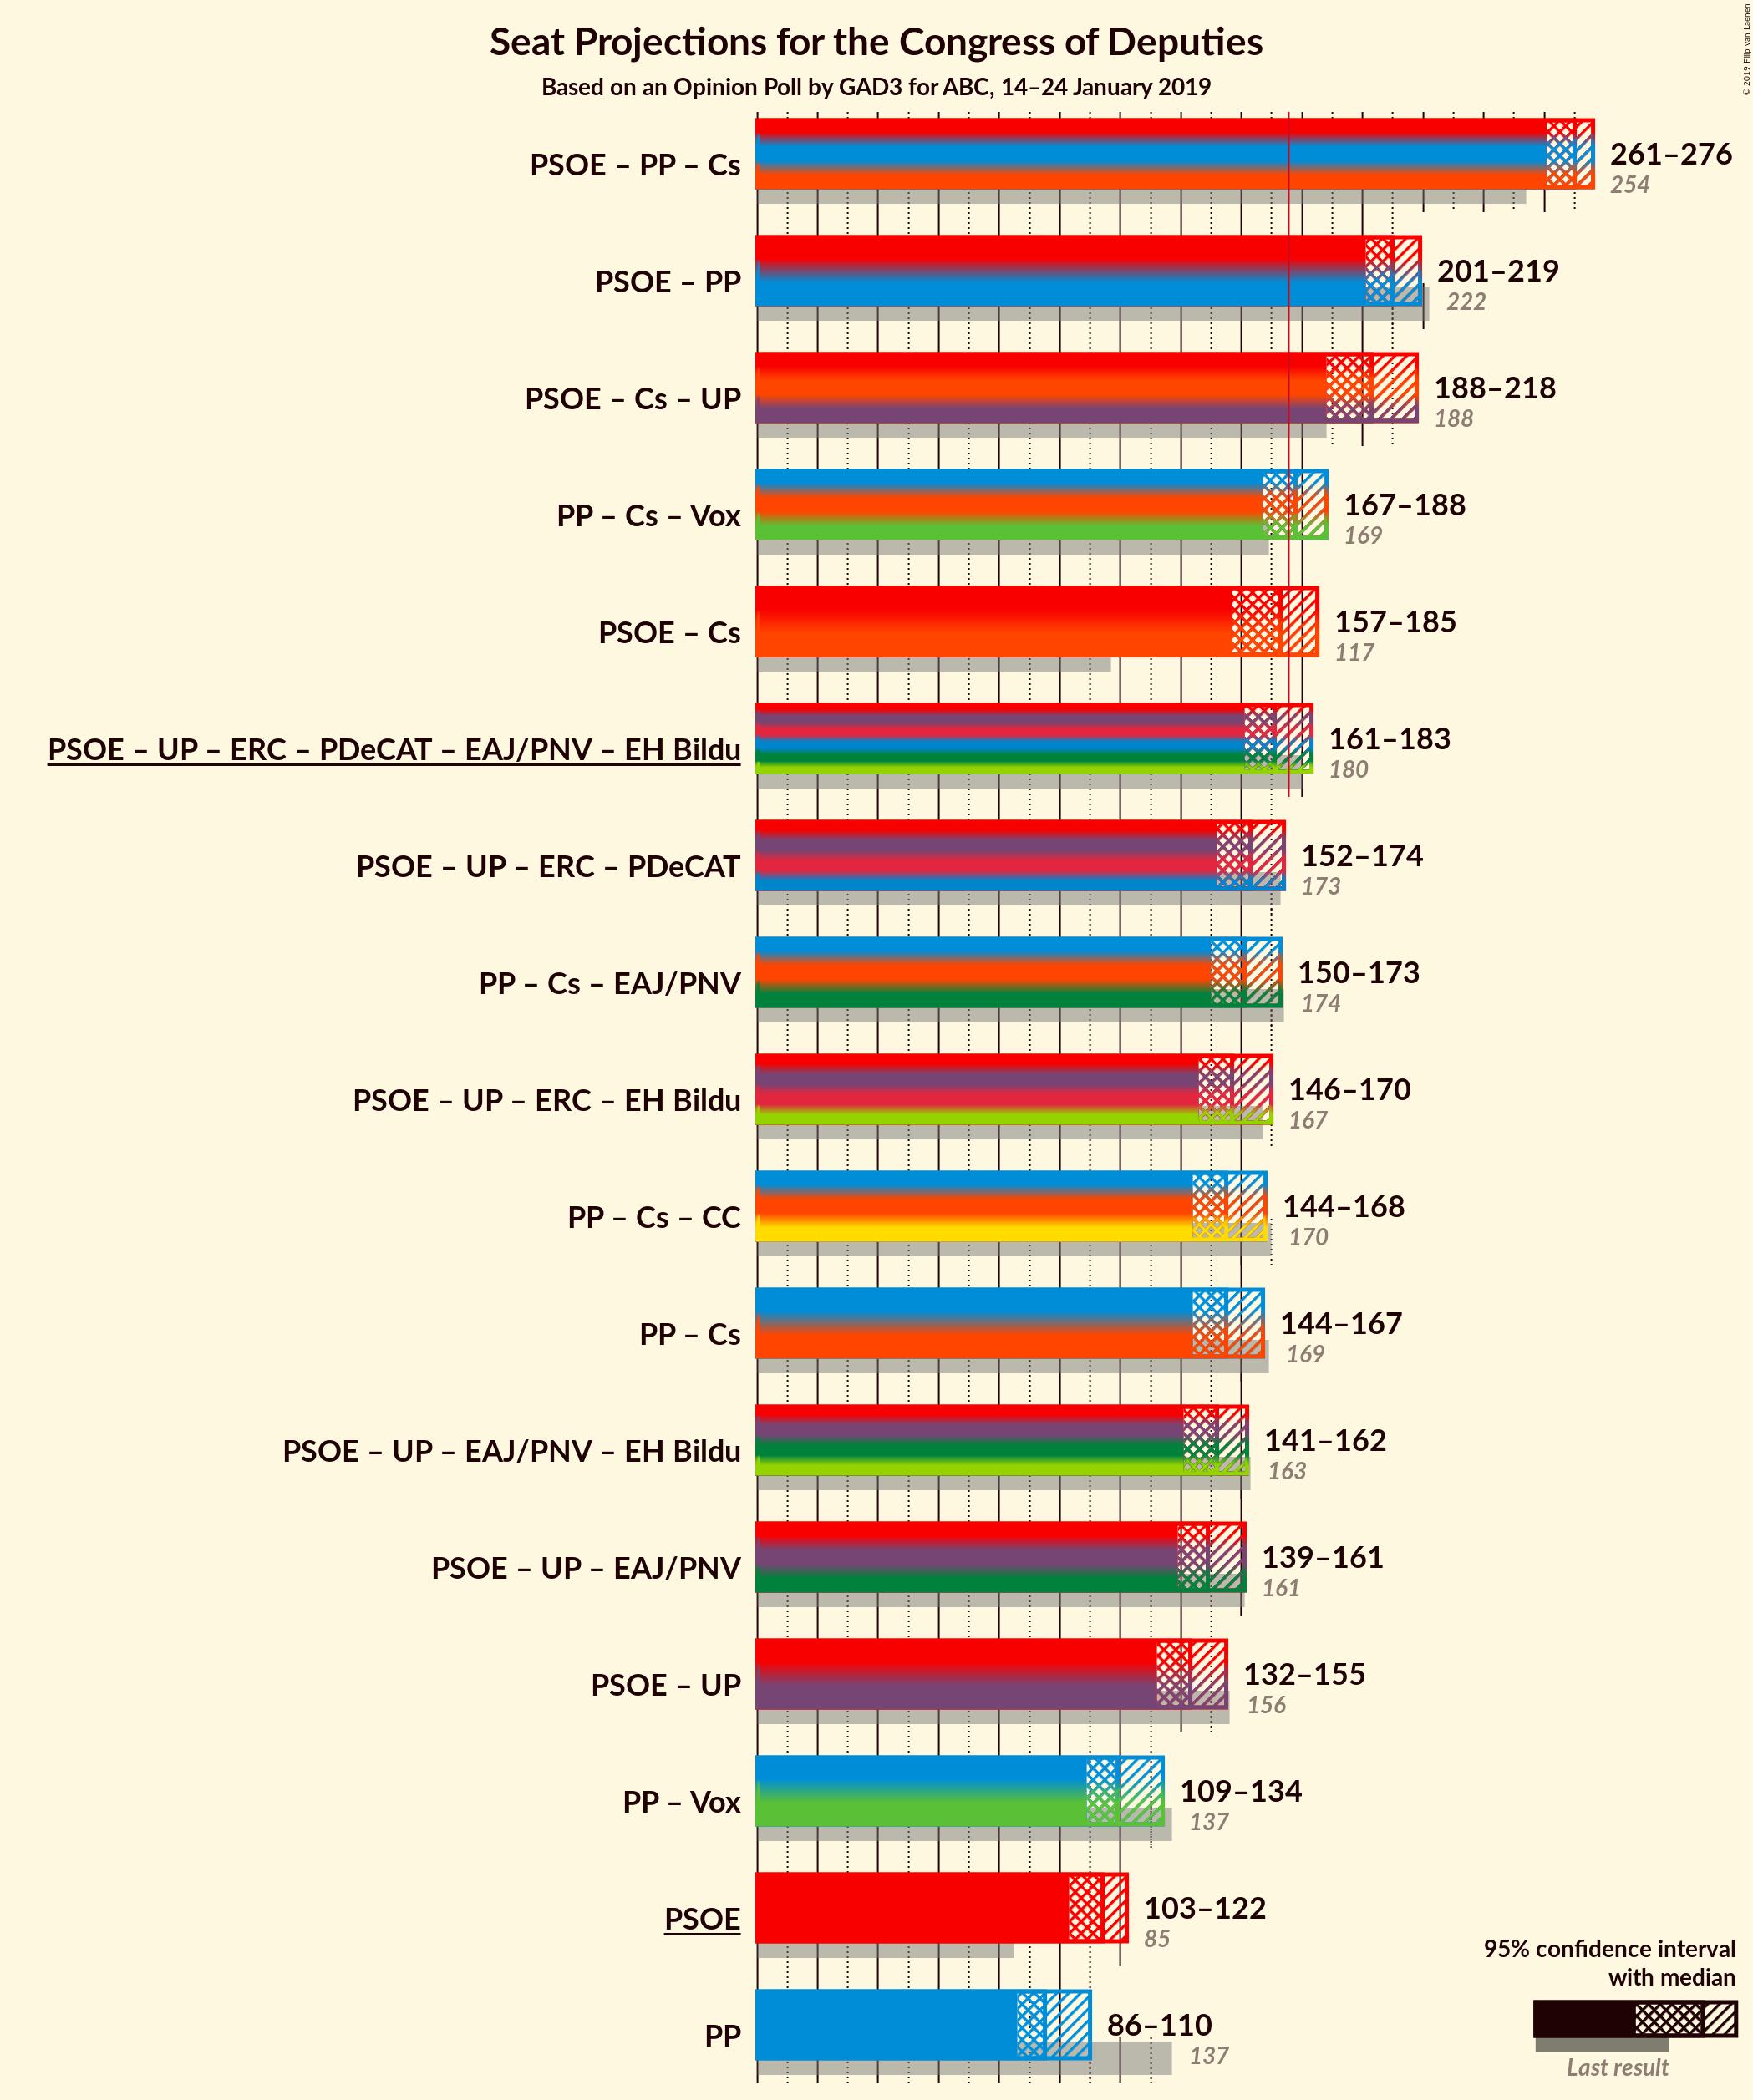 Seat Projections for the Congress of Deputies
Based on an Opinion Poll by GAD3 for ABC, 14–24 January 2019
© 2019 Filip van Laenen
PSOE – PP – Cs
261–276
254
PSOE – PP
201–219
222
PSOE – Cs – UP
188–218
188
PP – Cs – Vox
167–188
169
PSOE – Cs
157–185
117
PSOE – UP – ERC – PDeCAT – EAJ/PNV – EH Bildu
161–183
180
PSOE – UP – ERC – PDeCAT
152–174
173
PP – Cs – EAJ/PNV
150–173
174
PSOE – UP – ERC – EH Bildu
146–170
167
PP – Cs – CC
144–168
170
PP – Cs
144–167
169
PSOE – UP – EAJ/PNV – EH Bildu
141–162
163
PSOE – UP – EAJ/PNV
139–161
161
PSOE – UP
132–155
156
PP – Vox
109–134
137
PSOE
103–122
85
PP
86–110
137
95% confidence interval
with median
Last result